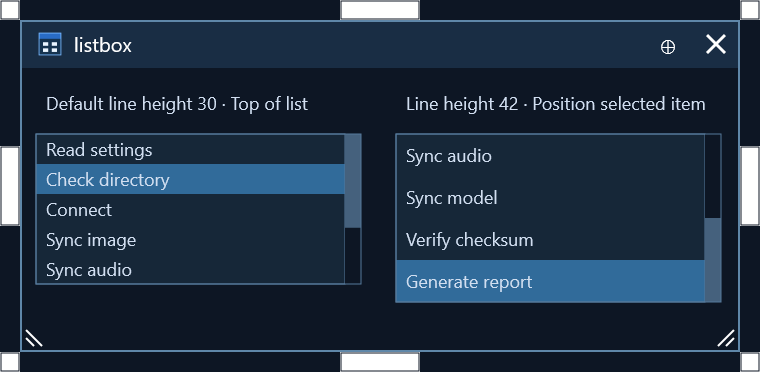 listbox
Default line height 30 · Top of list
Read settings
Check directory
Connect
Sync image
Sync audio
Line height 42 · Position selected item
Sync audio
Sync model
Verify checksum
Generate report